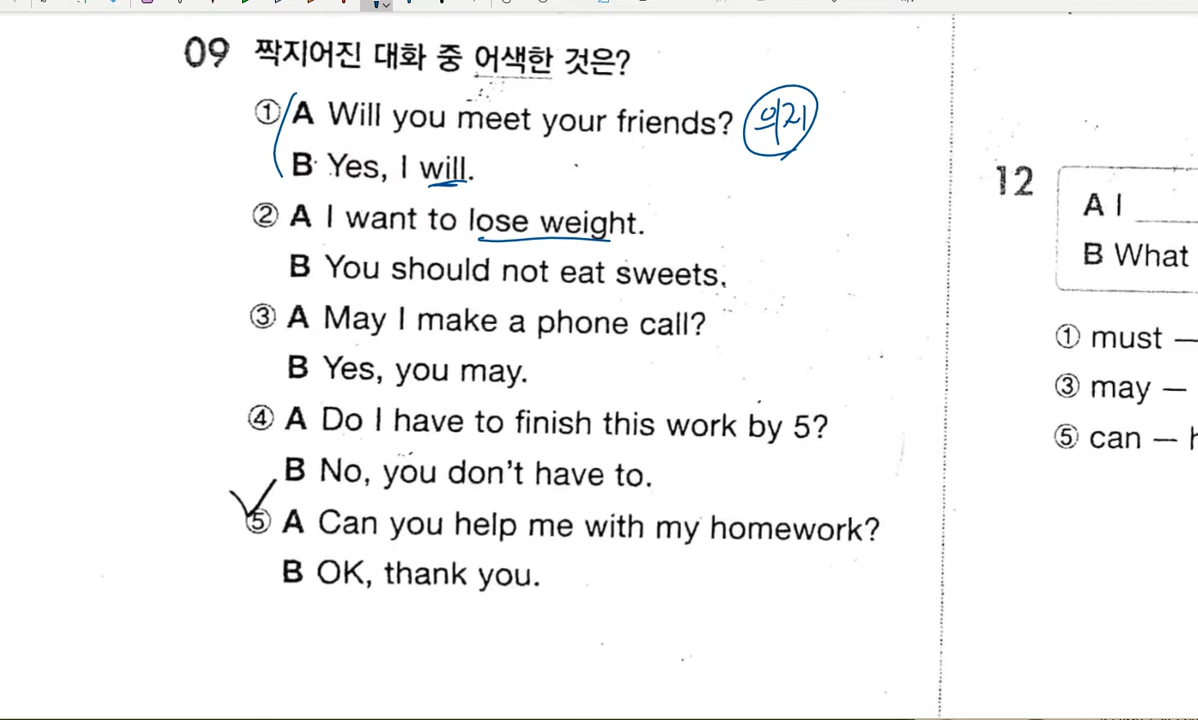 09 짝지어진 대화 중 어색한 것은?
① A Will you meet your friends? 의지
B Yes, I will.
② A I want to lose weight.
B You should not eat sweets.
③ A May I make a phone call?
B Yes, you may.
④ A Do I have to finish this work by 5?
B No, you don't have to.
⑤ A Can you help me with my homework?
B OK, thank you.
12
A I
B What
① must –
③ may –
⑤ can – h